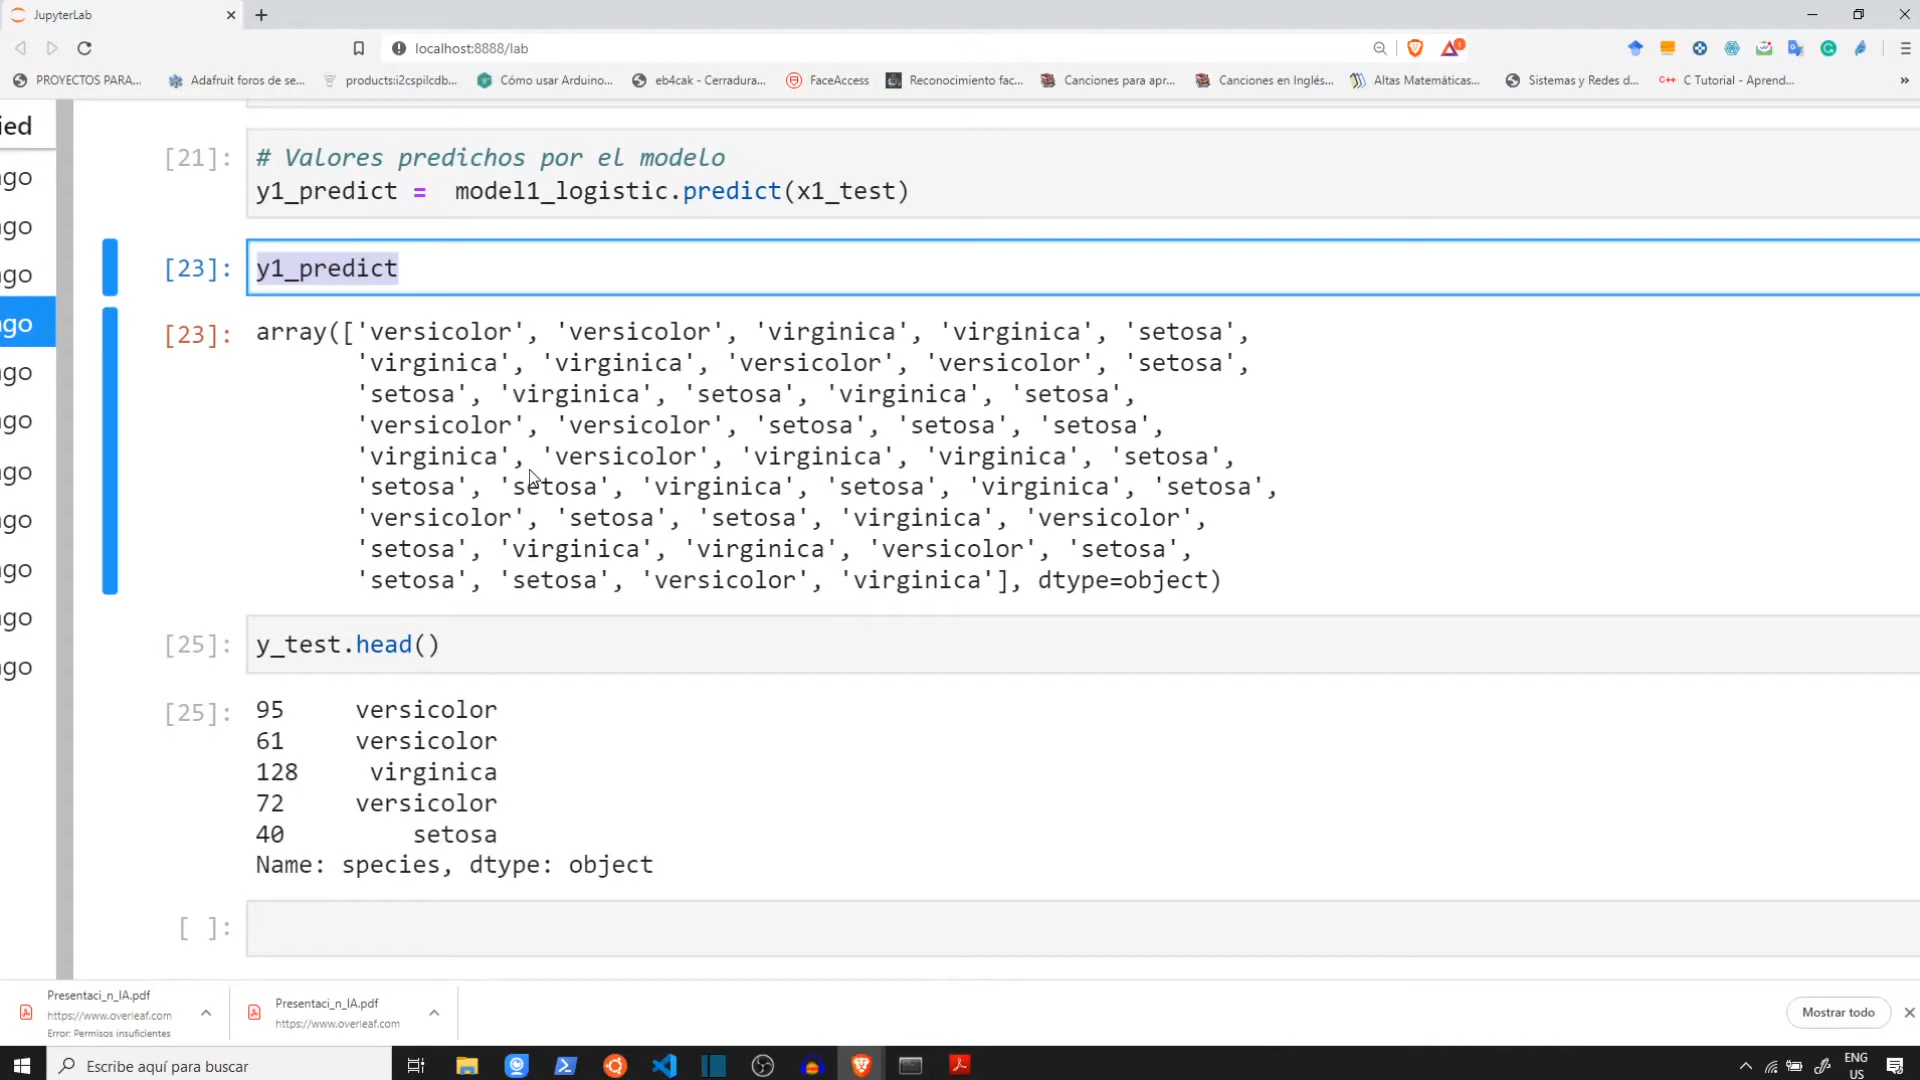 JupyterLab
localhost:8888/lab
PROYECTOS PARA...
Adafruit foros de se...
products:i2cspilcdb...
Cómo usar Arduino...
eb4cak - Cerradura...
FaceAccess
Reconocimiento fac...
Canciones para apr...
Canciones en Inglés...
Altas Matemáticas...
Sistemas y Redes d...
C++ C Tutorial - Aprend...
ied
go
go
go
go
go
go
go
go
go
go
go
[21]: # Valores predichos por el modelo
y1_predict = model1_logistic.predict(x1_test)
[23]: y1_predict
[23]: array(['versicolor', 'versicolor', 'virginica', 'virginica', 'setosa',
'virginica', 'virginica', 'versicolor', 'versicolor', 'setosa',
'setosa', 'virginica', 'setosa', 'virginica', 'setosa',
'versicolor', 'versicolor', 'setosa', 'setosa', 'setosa',
'virginica', 'versicolor', 'virginica', 'virginica', 'setosa',
'setosa', 'setosa', 'virginica', 'setosa', 'virginica', 'setosa',
'versicolor', 'setosa', 'setosa', 'virginica', 'versicolor',
'setosa', 'virginica', 'virginica', 'versicolor', 'setosa',
'setosa', 'setosa', 'versicolor', 'virginica'], dtype=object)
[25]: y_test.head()
[25]: 95 versicolor
61 versicolor
128 virginica
72 versicolor
40 setosa
Name: species, dtype: object
[ ]:
Presentaci_n_IA.pdf
https://www.overleaf.com
Error: Permisos insuficientes
Presentaci_n_IA.pdf
https://www.overleaf.com
Mostrar todo
Escribe aquí para buscar
ENG
US